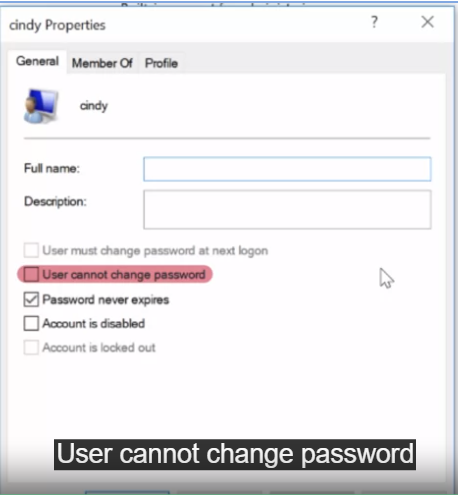 cindy Properties
?
General Member Of Profile
cindy
Full name:
Description:
User must change password at next logon
User cannot change password
Password never expires
Account is disabled
Account is locked out
User cannot change password